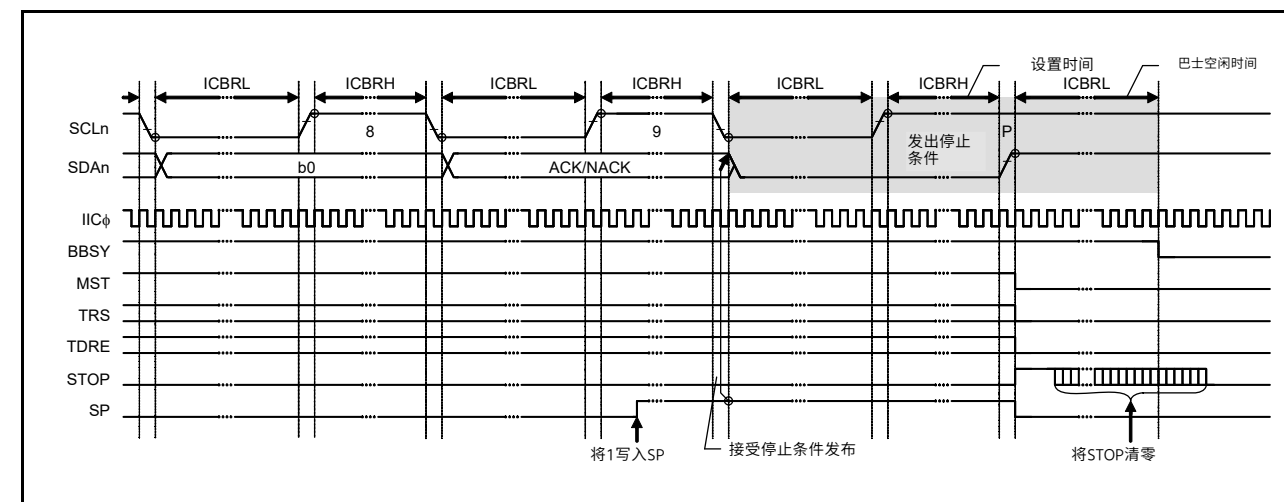 设置时间
巴士空闲时间
ICBRL
ICBRH
ICBRL
ICBRH
ICBRL
ICBRH
ICBRL
SCLn
8
9
发出停止
条件
P
SDAn
b0
ACK/NACK
IICϕ
BBSY
MST
TRS
TDRE
STOP
SP
将1写入SP
接受停止条件发布
将STOP清零